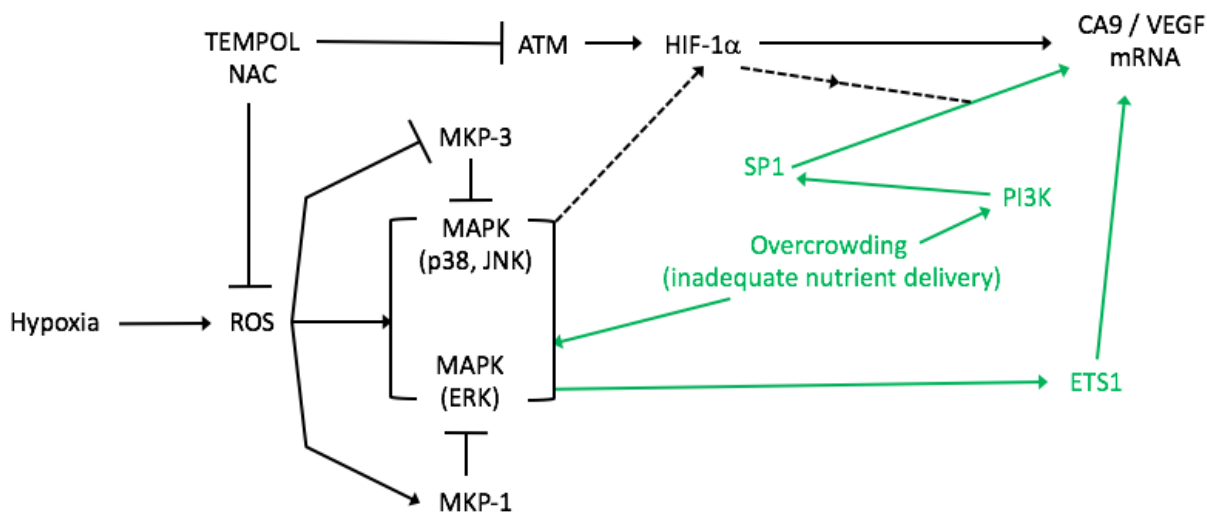 TEMPOL
NAC
ATM
HIF-1α
CA9 / VEGF
mRNA
MKP-3
SP1
PI3K
MAPK
(p38, JNK)
Overcrowding
(inadequate nutrient delivery)
Hypoxia
ROS
MAPK
(ERK)
ETS1
MKP-1